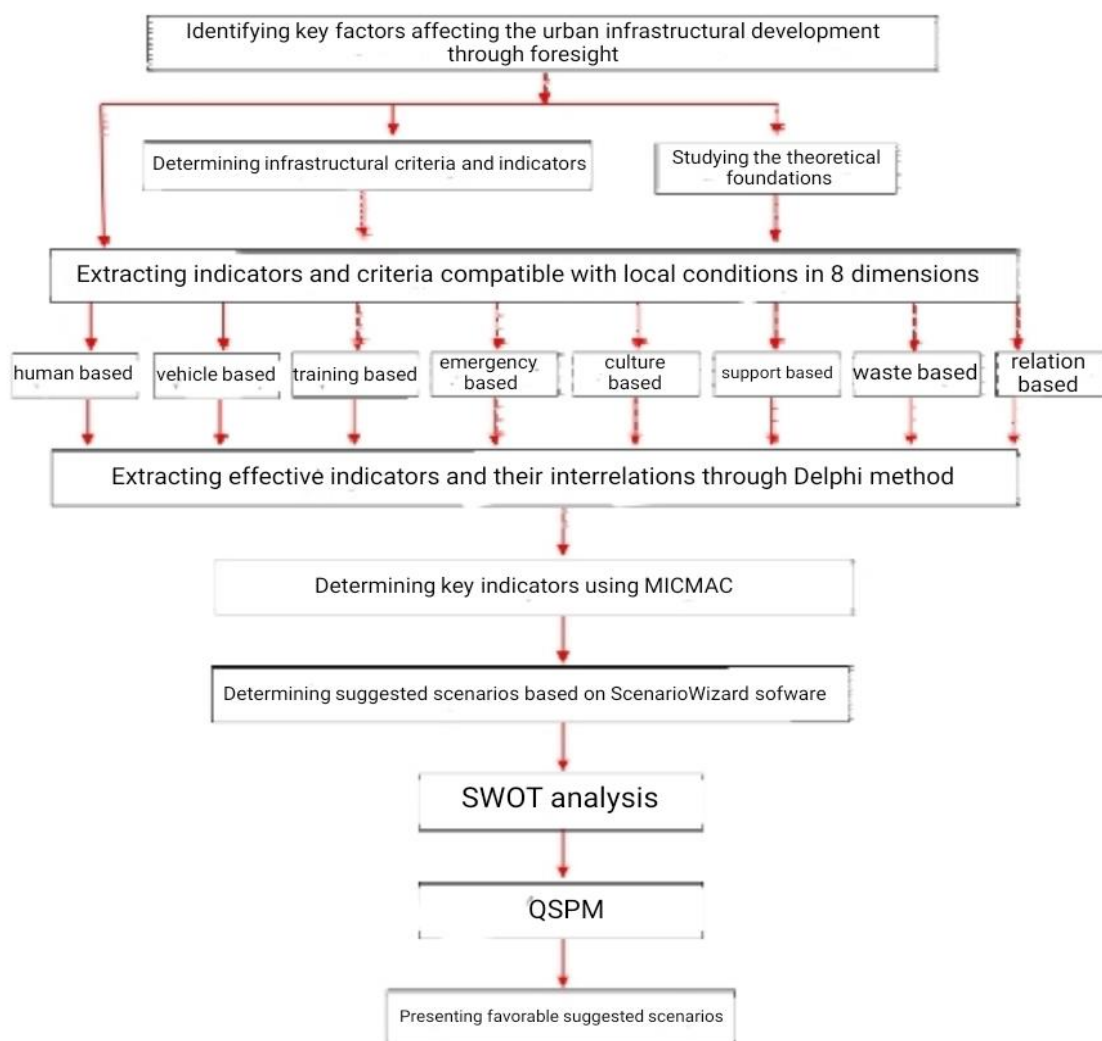 Identifying key factors affecting the urban infrastructural development
through foresight
Determining infrastructural criteria and indicators
Studying the theoretical
foundations
Extracting indicators and criteria compatible with local conditions in 8 dimensions
human based
vehicle based
training based
emergency
based
culture
based
support based
waste based
relation
based
Extracting effective indicators and their interrelations through Delphi method
Determining key indicators using MICMAC
Determining suggested scenarios based on ScenarioWizard sofware
SWOT analysis
QSPM
Presenting favorable suggested scenarios